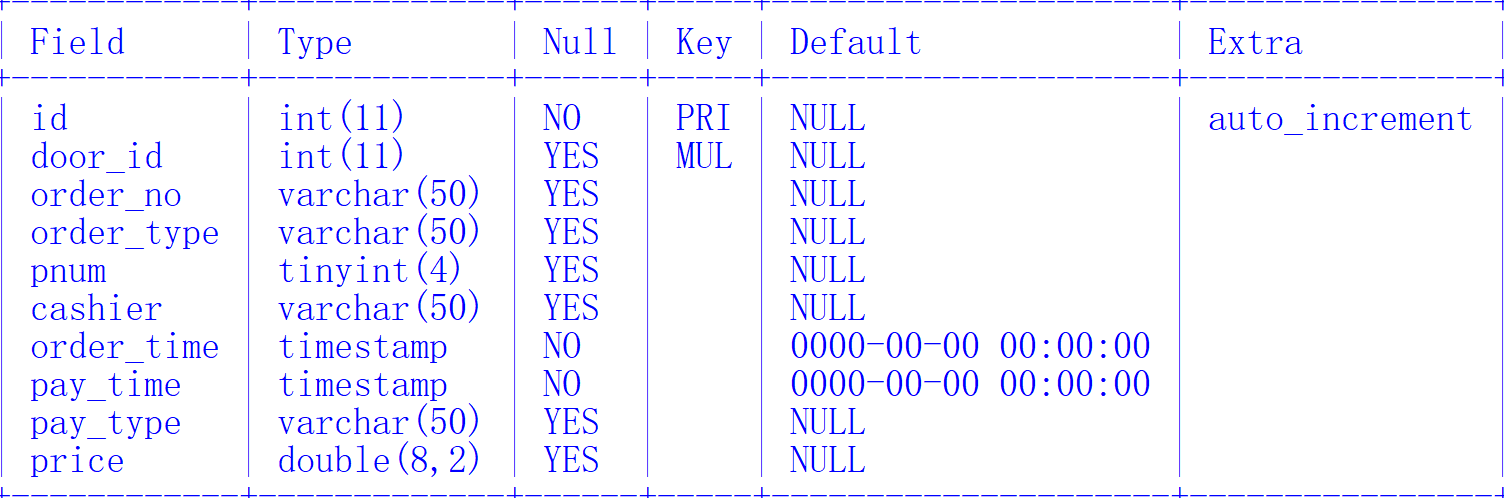 Field Type Null Key Default Extra
id int(11) NO PRI NULL auto_increment
door_id int(11) YES MUL NULL
order_no varchar(50) YES NULL
order_type varchar(50) YES NULL
pnum tinyint(4) YES NULL
cashier varchar(50) YES NULL
order_time timestamp NO 0000-00-00 00:00:00
pay_time timestamp NO 0000-00-00 00:00:00
pay_type varchar(50) YES NULL
price double(8,2) YES NULL